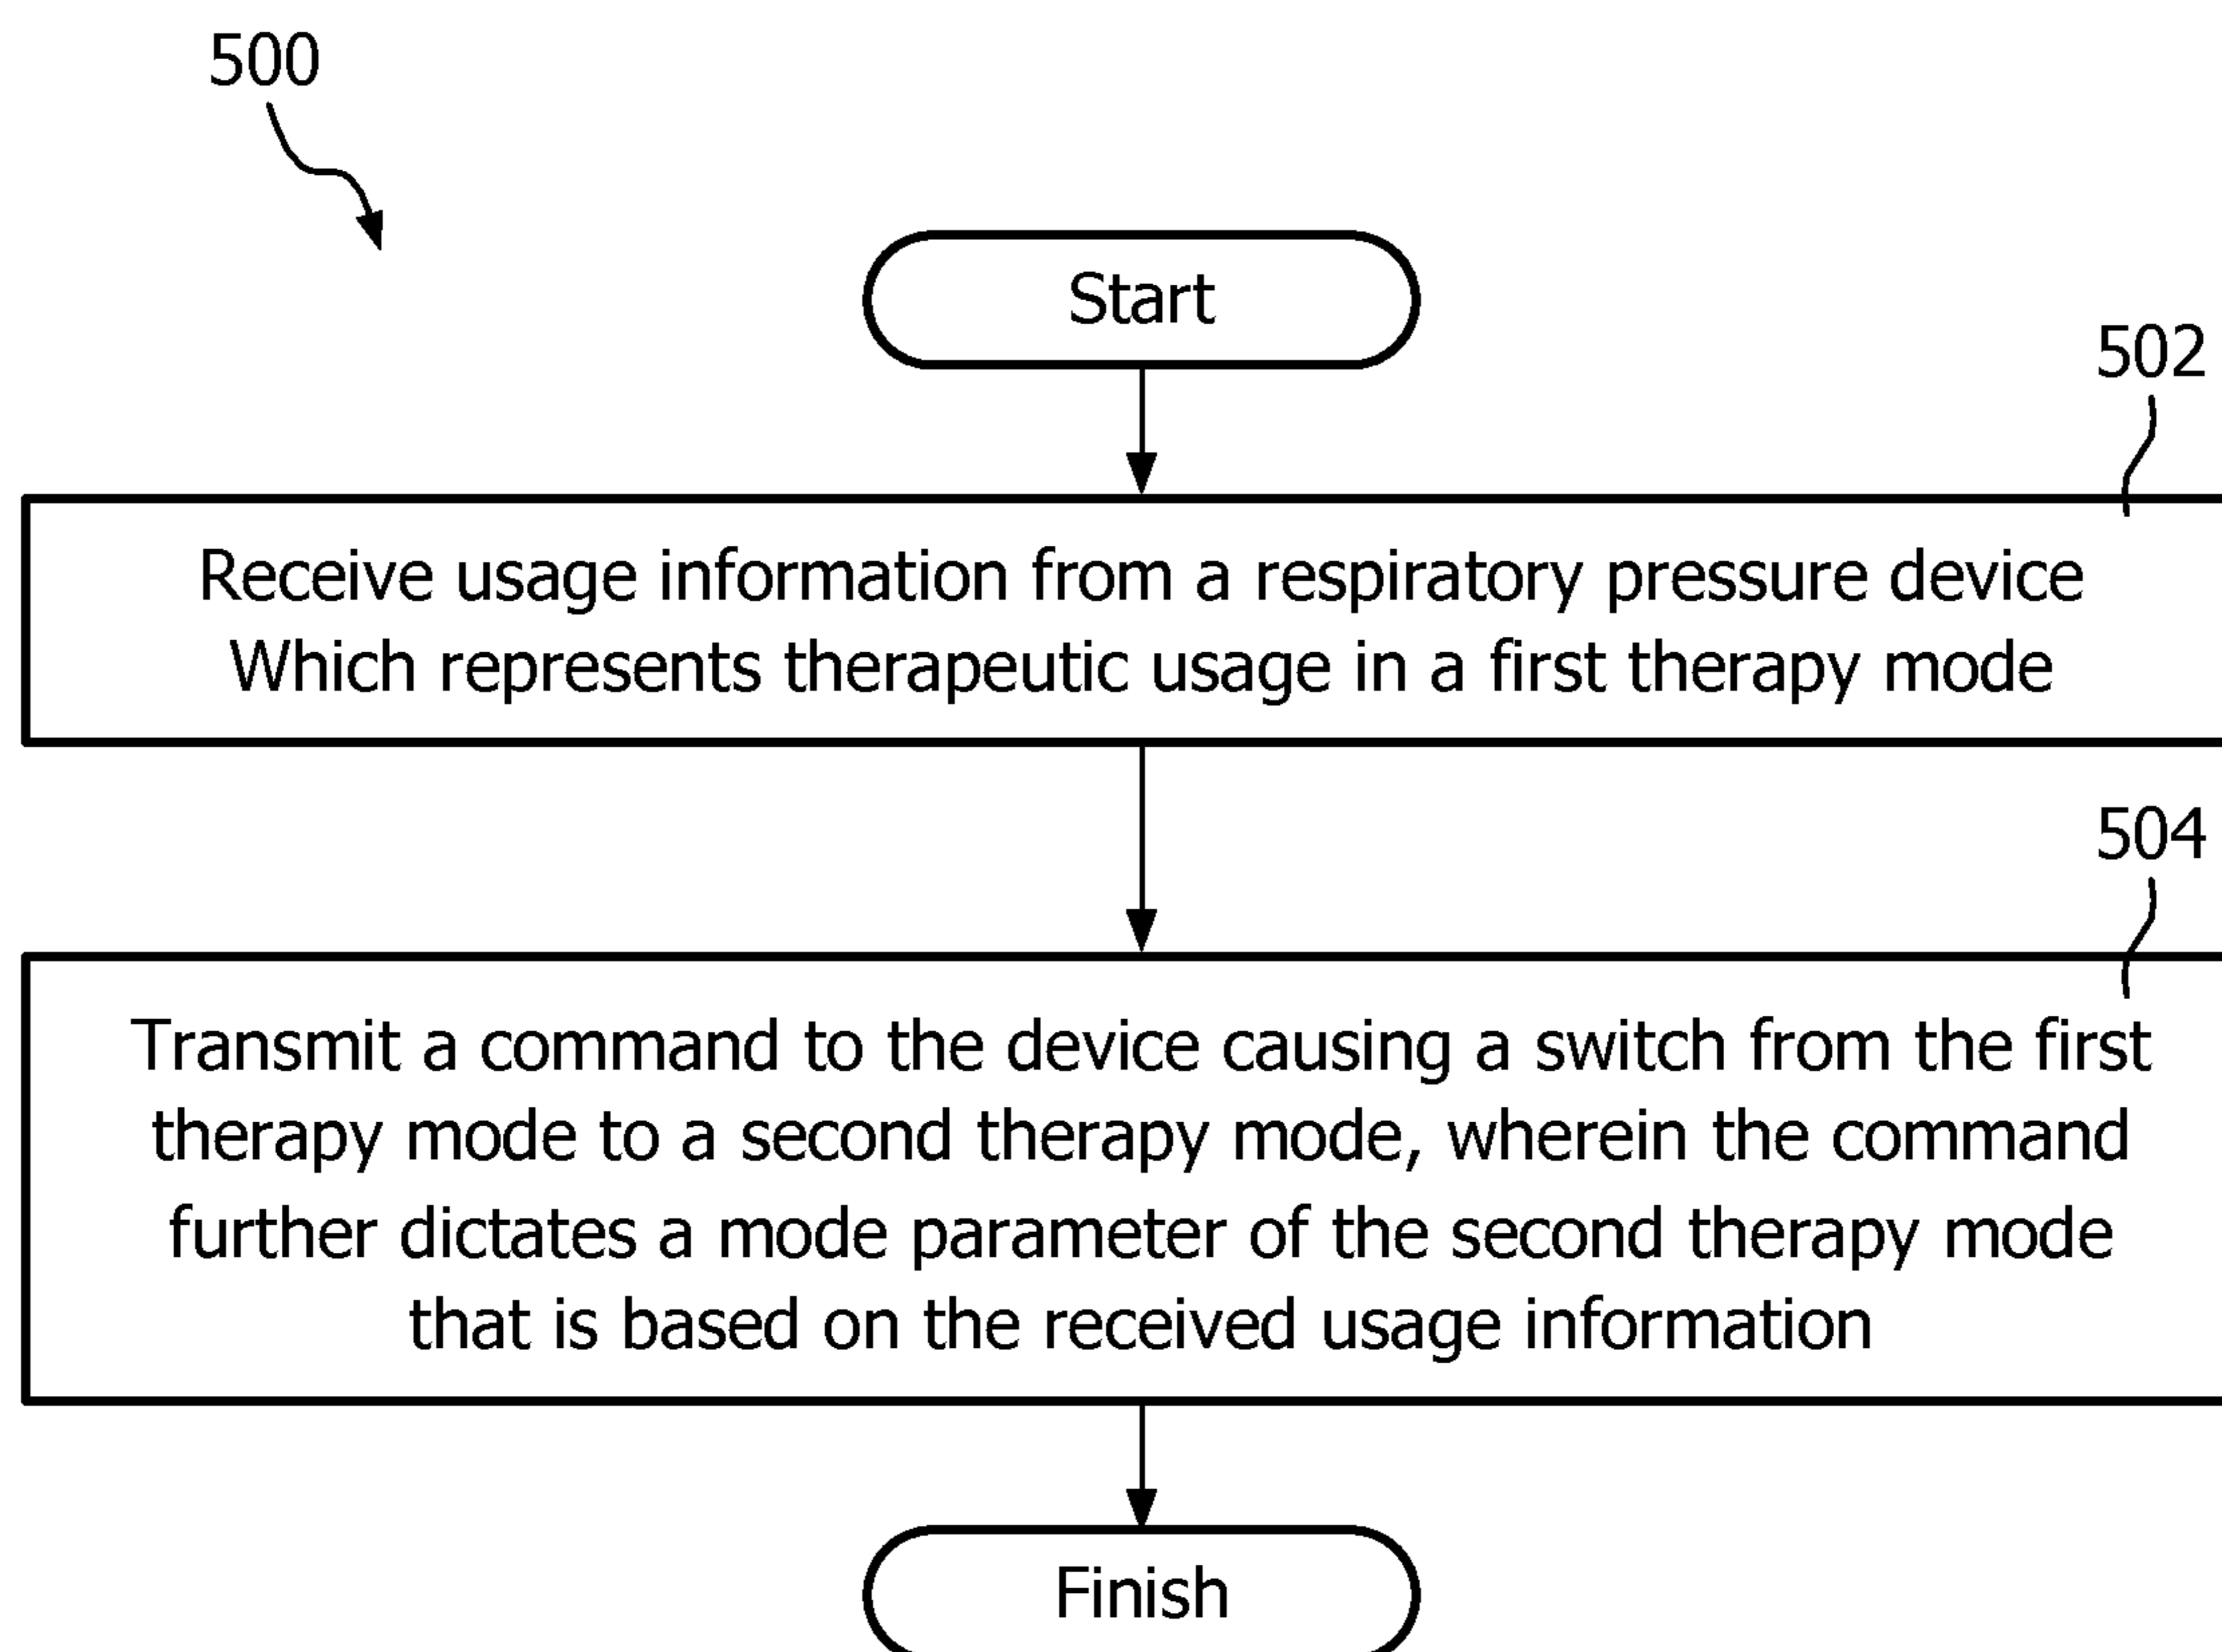 500
Start
502
Receive usage information from a respiratory pressure device
Which represents therapeutic usage in a first therapy mode
504
Transmit a command to the device causing a switch from the first
therapy mode to a second therapy mode, wherein the command
further dictates a mode parameter of the second therapy mode
that is based on the received usage information
Finish